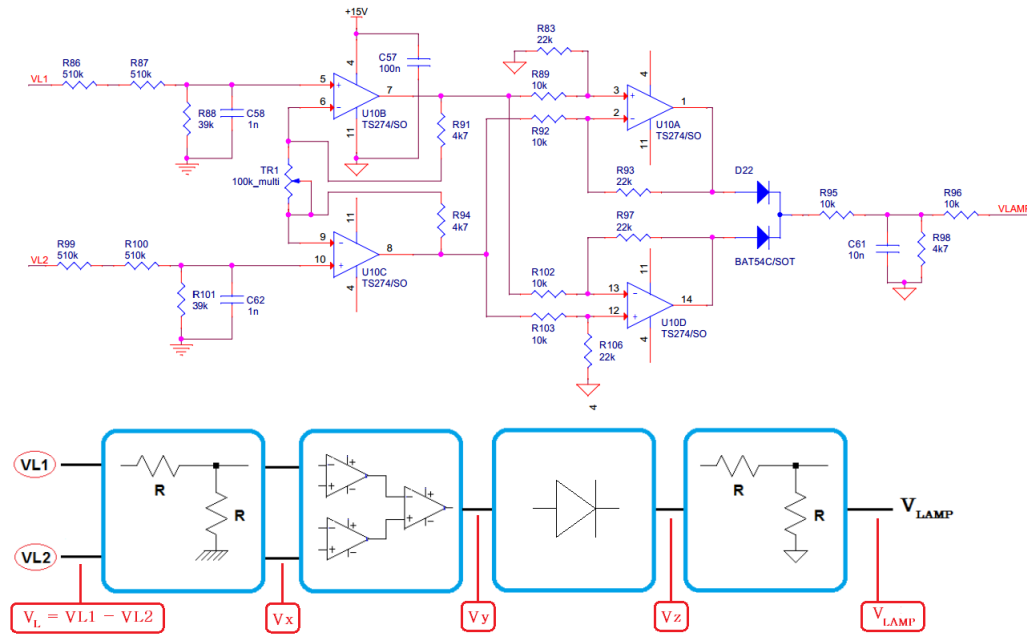 +15V
R83
22k
R86
510k
R87
510k
C57
100n
R89
10k
VL1
5
6
7
4
11
U10B
TS274/SO
R88
39k
C58
1n
R91
4k7
R92
10k
3
2
1
4
11
U10A
TS274/SO
TR1
100k_multi
R93
22k
D22
R95
10k
R96
10k
VLAMP
R94
4k7
R97
22k
BAT54C/SOT
C61
10n
R98
4k7
VL2
R99
510k
R100
510k
9
10
8
11
4
U10C
TS274/SO
R101
39k
C62
1n
R102
10k
R103
10k
13
12
14
11
4
U10D
TS274/SO
R106
22k
4
VL1
VL2
R
R
R
R
V_LAMP
V_L = VL1 - VL2
Vx
Vy
Vz
V_LAMP